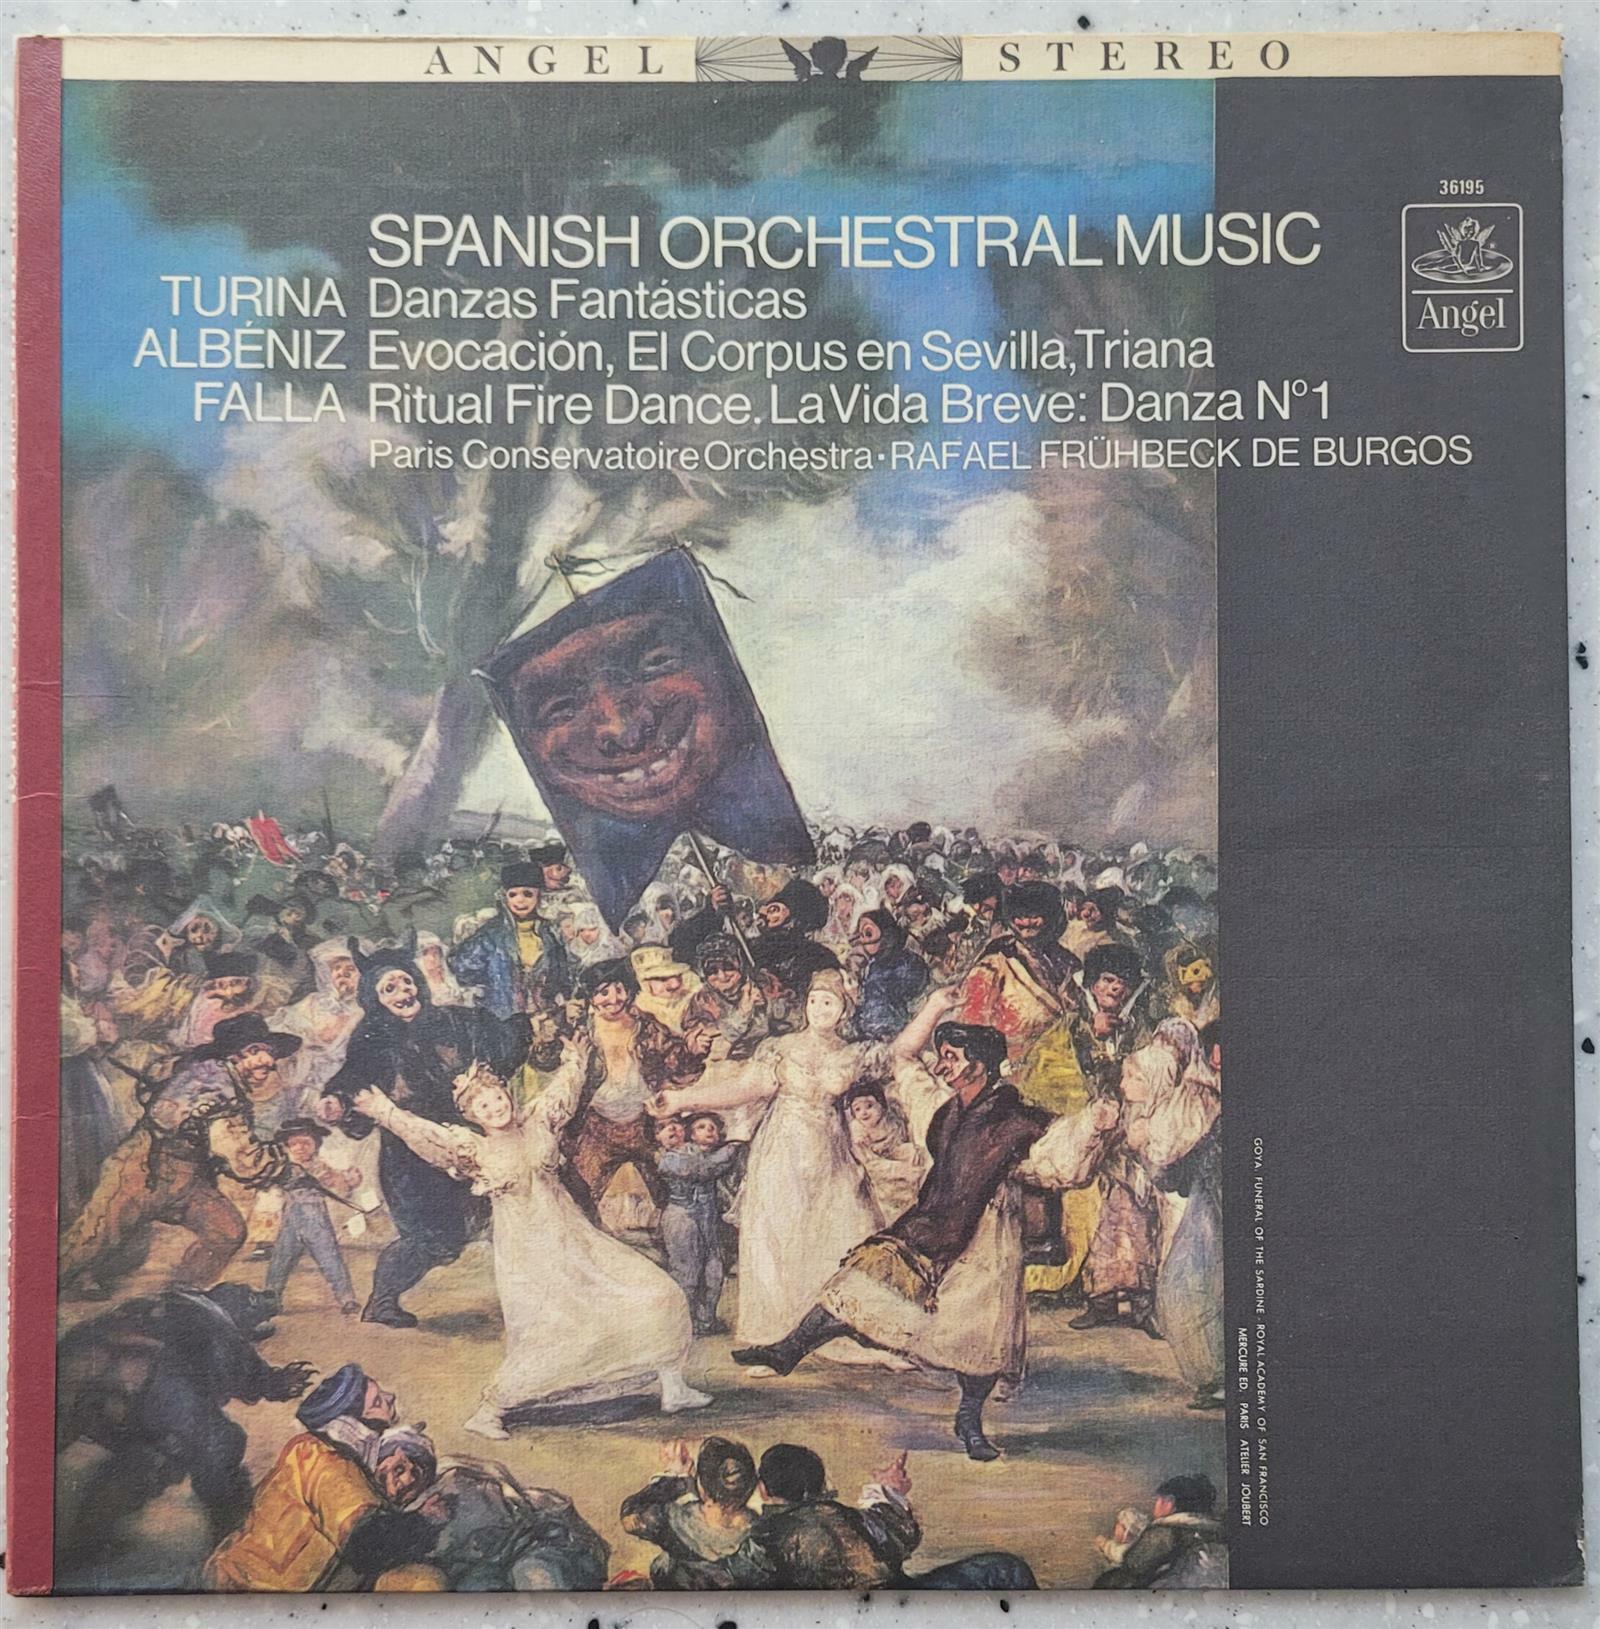 ANGEL STEREO
36195
Angel
SPANISH ORCHESTRAL MUSIC
TURINA Danzas Fantásticas
ALBÉNIZ Evocación, El Corpus en Sevilla, Triana
FALLA Ritual Fire Dance. La Vida Breve: Danza Nº1
Paris Conservatoire Orchestra · RAFAEL FRÜHBECK DE BURGOS
GOYA. FUNERAL OF THE SARDINE. ROYAL ACADEMY OF SAN FRANCISCO
MERCURE ED. PARIS ATELIER JOUBERT